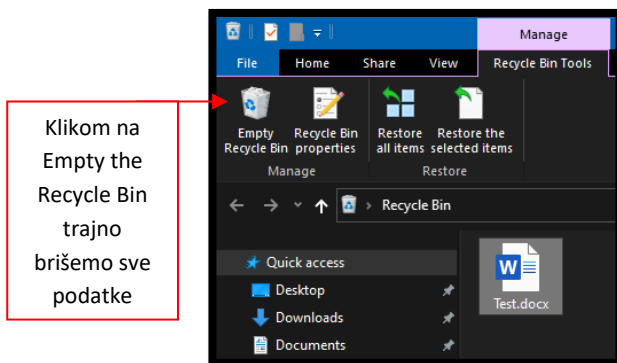 Manage
File Home Share View Recycle Bin Tools
Empty Recycle Bin Restore Restore the
Recycle Bin properties all items selected items
Manage Restore
Recycle Bin
Quick access
Desktop
Downloads
Documents
W
Test.docx
Klikom na
Empty the
Recycle Bin
trajno
brišemo sve
podatke